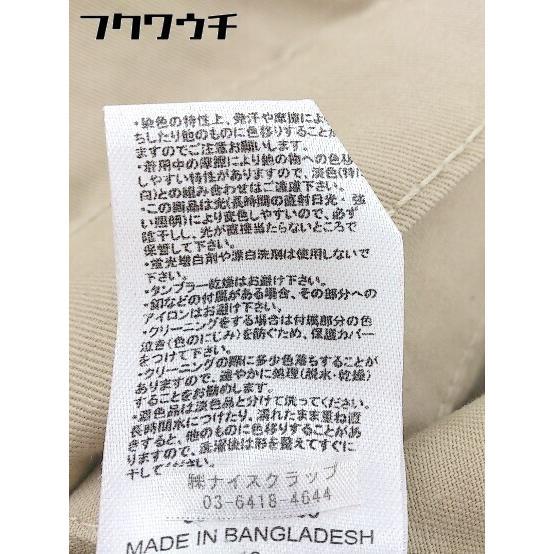 フクワウチ
・染色の特性上、発汗や摩擦によ
ちしたり他のものに色移りすることが
ますのでご注意お願いします。
・着用中の摩擦により他の物への色移
しやすい特性がありますので、淡色(特に
白)との組み合わせはご遠慮下さい。
・この商品は光(長時間の直射日光・強
い照明)により変色しやすいので、必ず
陰干しし、光が直接当たらないところで
保管して下さい。
・蛍光増白剤や漂白洗剤は使用しないで
下さい。
・タンブラー乾燥はお避け下さい。
・釦などの付属がある場合、その部分への
アイロンはお避け下さい。
・クリーニングをする場合は付属部分の色
泣き(色のにじみ)を防ぐため、保護カバー
をつけて下さい。
・クリーニングの際に多少色落ちすることが
ありますので、速やかに処理(脱水・乾燥)
することをお勧めします。
・濃色品は淡色品と分けて洗ってください。
長時間水につけたり、濡れたまま重ね置
きすると、他のものに色移りすることがあ
りますので、洗濯後は形を整えてすぐに
干してください。
㈱ナイスクラップ
03-6418-4644
MADE IN BANGLADESH